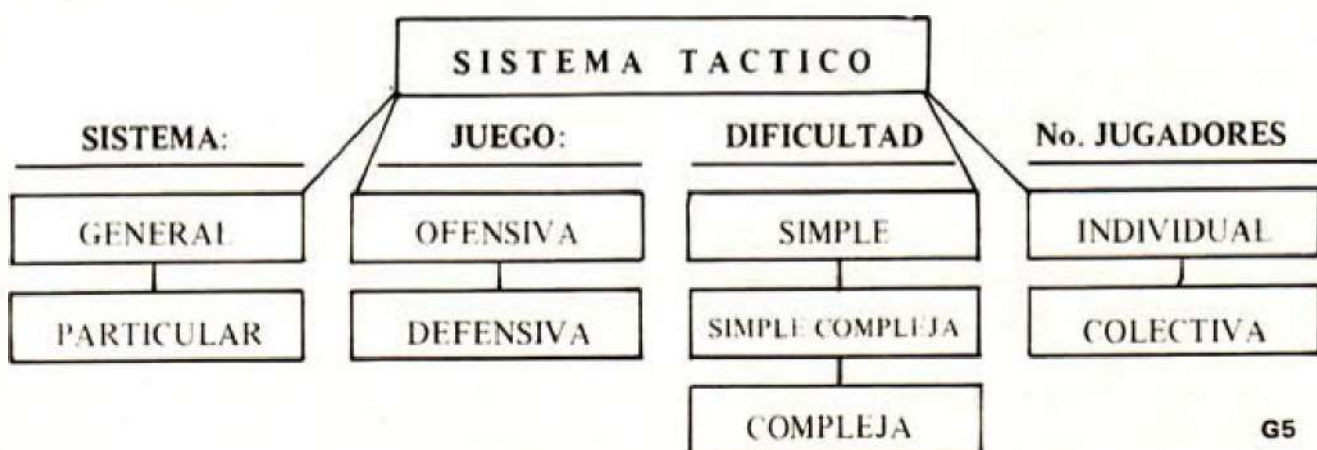 SISTEMA TACTICO
SISTEMA: JUEGO: DIFICULTAD No. JUGADORES
GENERAL OFENSIVA SIMPLE INDIVIDUAL
PARTICULAR DEFENSIVA SIMPLE COMPLEJA COLECTIVA
COMPLEJA
G5